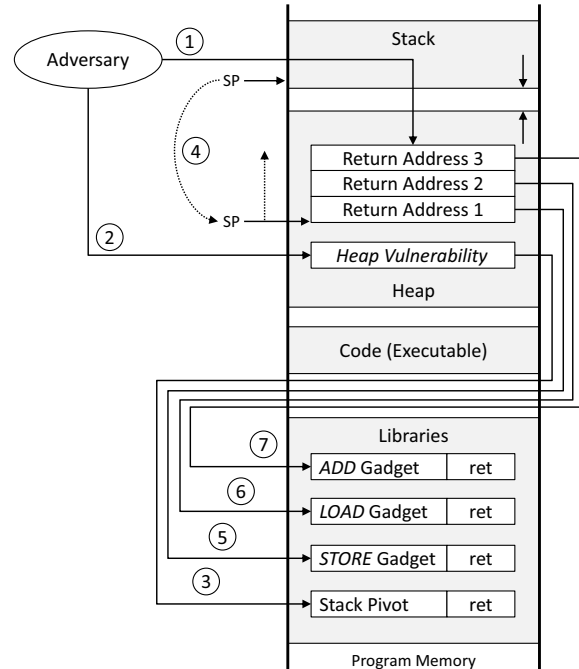 ①
Stack
Adversary
SP
④
Return Address 3
Return Address 2
Return Address 1
SP
②
Heap Vulnerability
Heap
Code (Executable)
Libraries
⑦
ADD Gadget ret
⑥
LOAD Gadget ret
⑤
STORE Gadget ret
③
Stack Pivot ret
Program Memory